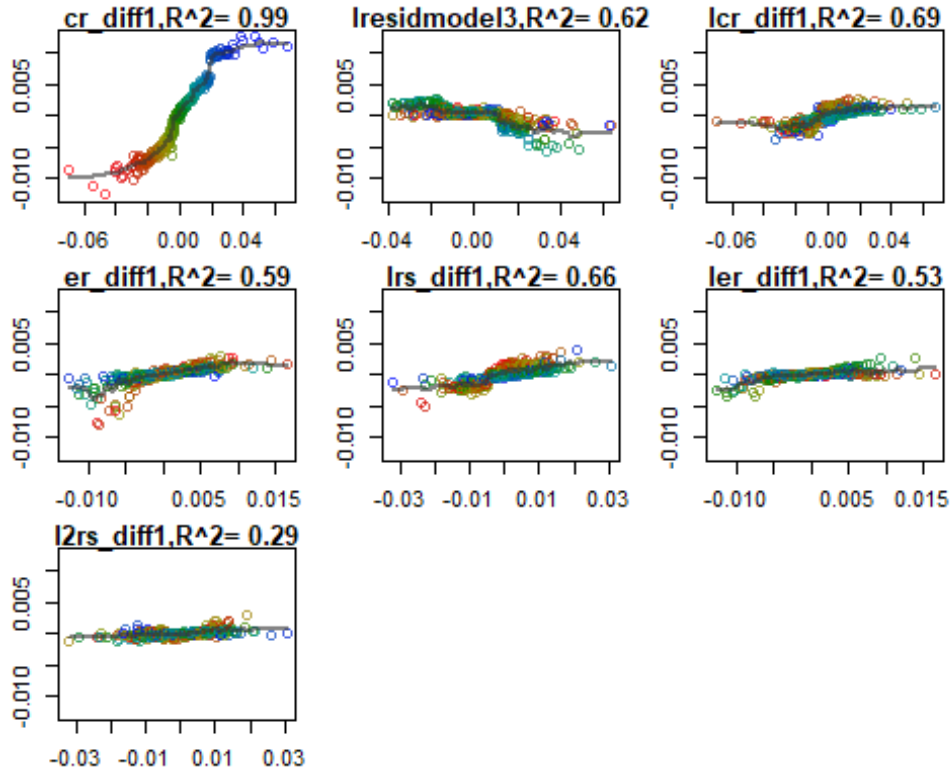 cr_diff1,R^2= 0.99 lresidmodel3,R^2= 0.62 lcr_diff1,R^2= 0.69
0.005 0.005 0.005
-0.010 -0.010 -0.010
-0.06 0.00 0.04 -0.04 0.00 0.04 -0.06 0.00 0.04
er_diff1,R^2= 0.59 lrs_diff1,R^2= 0.66 ler_diff1,R^2= 0.53
0.005 0.005 0.005
-0.010 -0.010 -0.010
-0.010 0.005 0.015 -0.03 -0.01 0.01 0.03 -0.010 0.005 0.015
l2rs_diff1,R^2= 0.29
0.005
-0.010
-0.03 -0.01 0.01 0.03